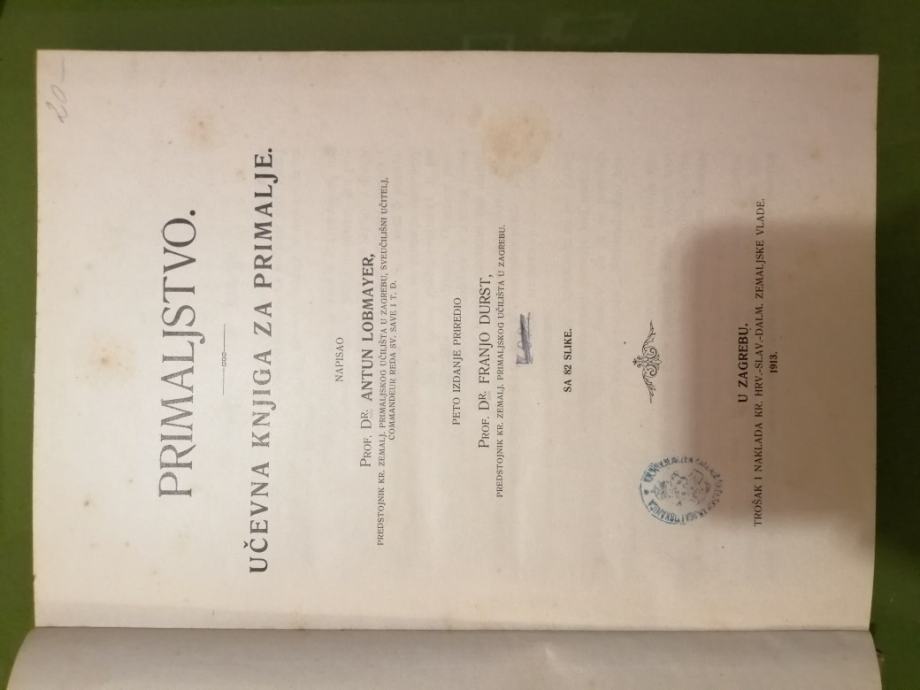 20 —
PRIMALJSTVO.
UČEVNA KNJIGA ZA PRIMALJE.
NAPISAO
PROF. DR. ANTUN LOBMAYER,
PREDSTOJNIK KR. ZEMALJ. PRIMALJSKOG UČILIŠTA U ZAGREBU, SVEUČILIŠNI UČITELJ,
COMMANDEUR REDA SV. SAVE I T. D.
PETO IZDANJE PRIREDIO
PROF. DR. FRANJO DURST,
PREDSTOJNIK KR. ZEMALJ. PRIMALJSKOG UČILIŠTA U ZAGREBU.
SA 82 SLIKE.
U ZAGREBU.
TROŠAK I NAKLADA KR. HRV.-SLAV.-DALM. ZEMALJSKE VLADE.
1913.